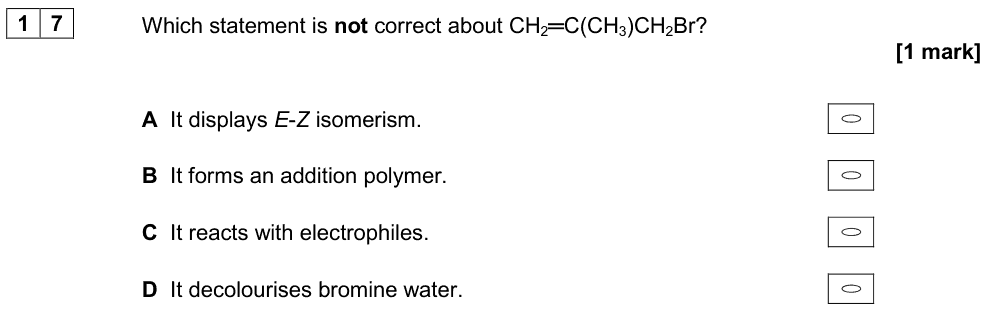 1 7 Which statement is not correct about CH₂=C(CH₃)CH₂Br?
[1 mark]
A It displays E-Z isomerism.
B It forms an addition polymer.
C It reacts with electrophiles.
D It decolourises bromine water.